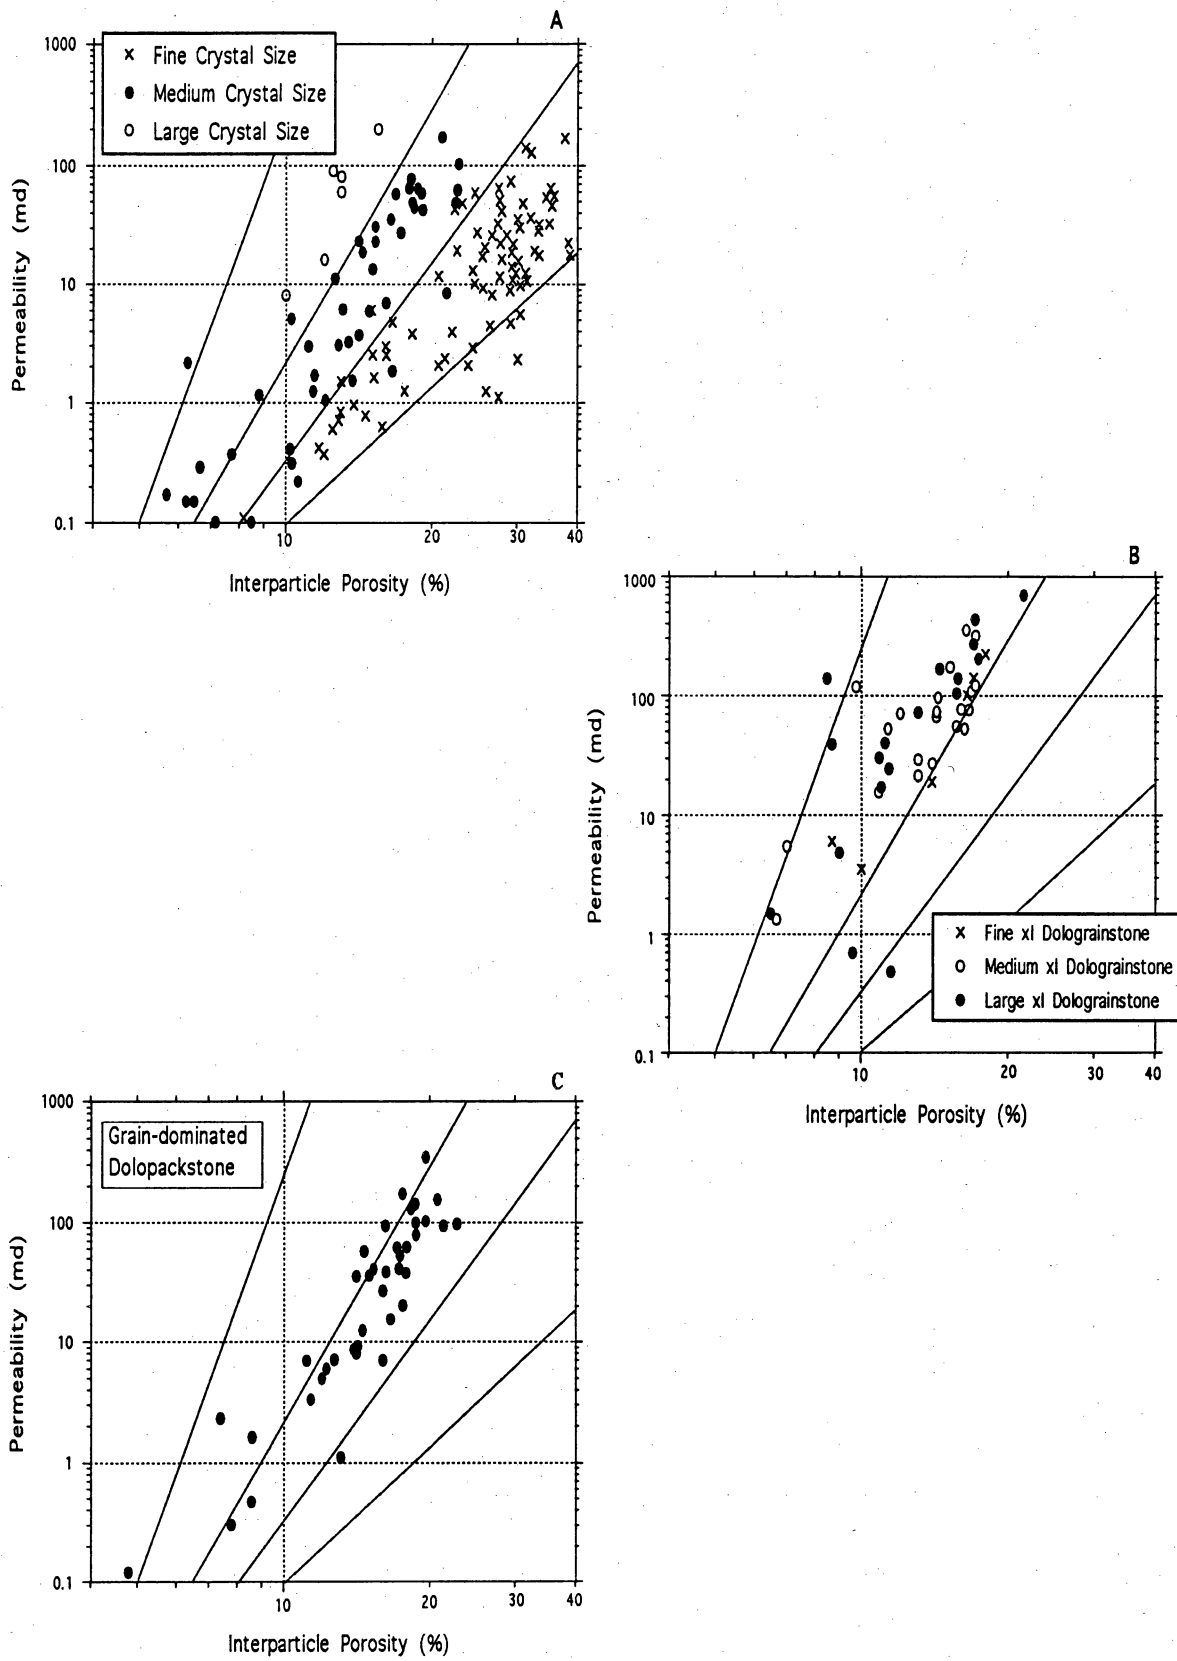 A
1000
x Fine Crystal Size
Medium Crystal Size
Large Crystal Size
100
10
1
0.1
10
20
30
40
Permeability (md)
Interparticle Porosity (%)
B
1000
100
10
1
0.1
x Fine xl Dolograinstone
Medium xl Dolograinstone
Large xl Dolograinstone
10
20
30
40
Permeability (md)
Interparticle Porosity (%)
C
1000
Grain-dominated
Dolopackstone
100
10
1
0.1
10
20
30
40
Permeability (md)
Interparticle Porosity (%)